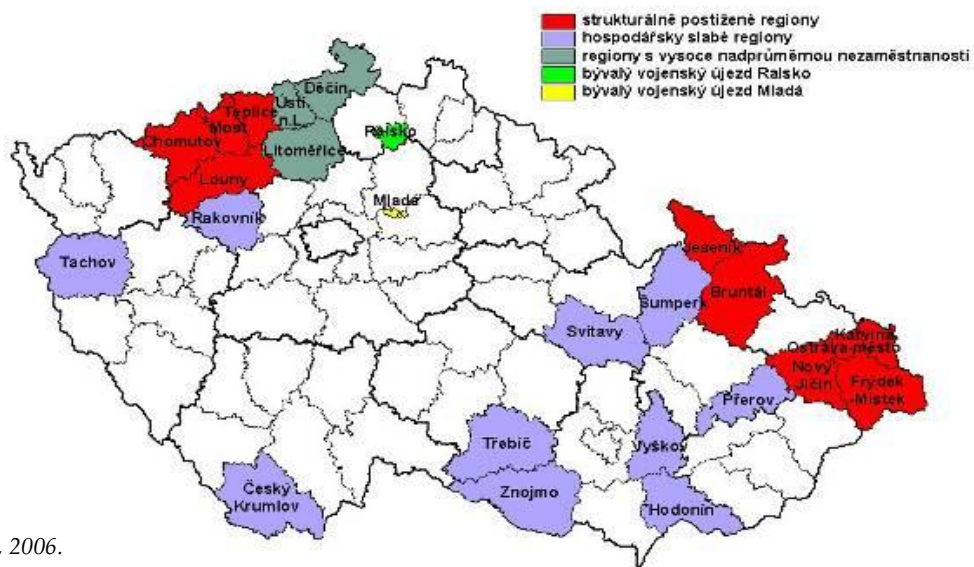 strukturálně postižené regiony
hospodářsky slabé regiony
regiony s vysoce nadprůměrnou nezaměstnaností
bývalý vojenský újezd Ralsko
bývalý vojenský újezd Mladá
Děčín
Ústí
n.L.
Teplice
Most
Chomutov
Litoměřice
Ralsko
Louny
Mladá
Rakovník
Tachov
Jeseník
Bruntál
Šumperk
Svitavy
Karviná
Ostrava-město
Nový
Jičín
Frýdek
-Místek
Přerov
Třebíč
Vyškov
Český
Krumlov
Znojmo
Hodonín
, 2006.